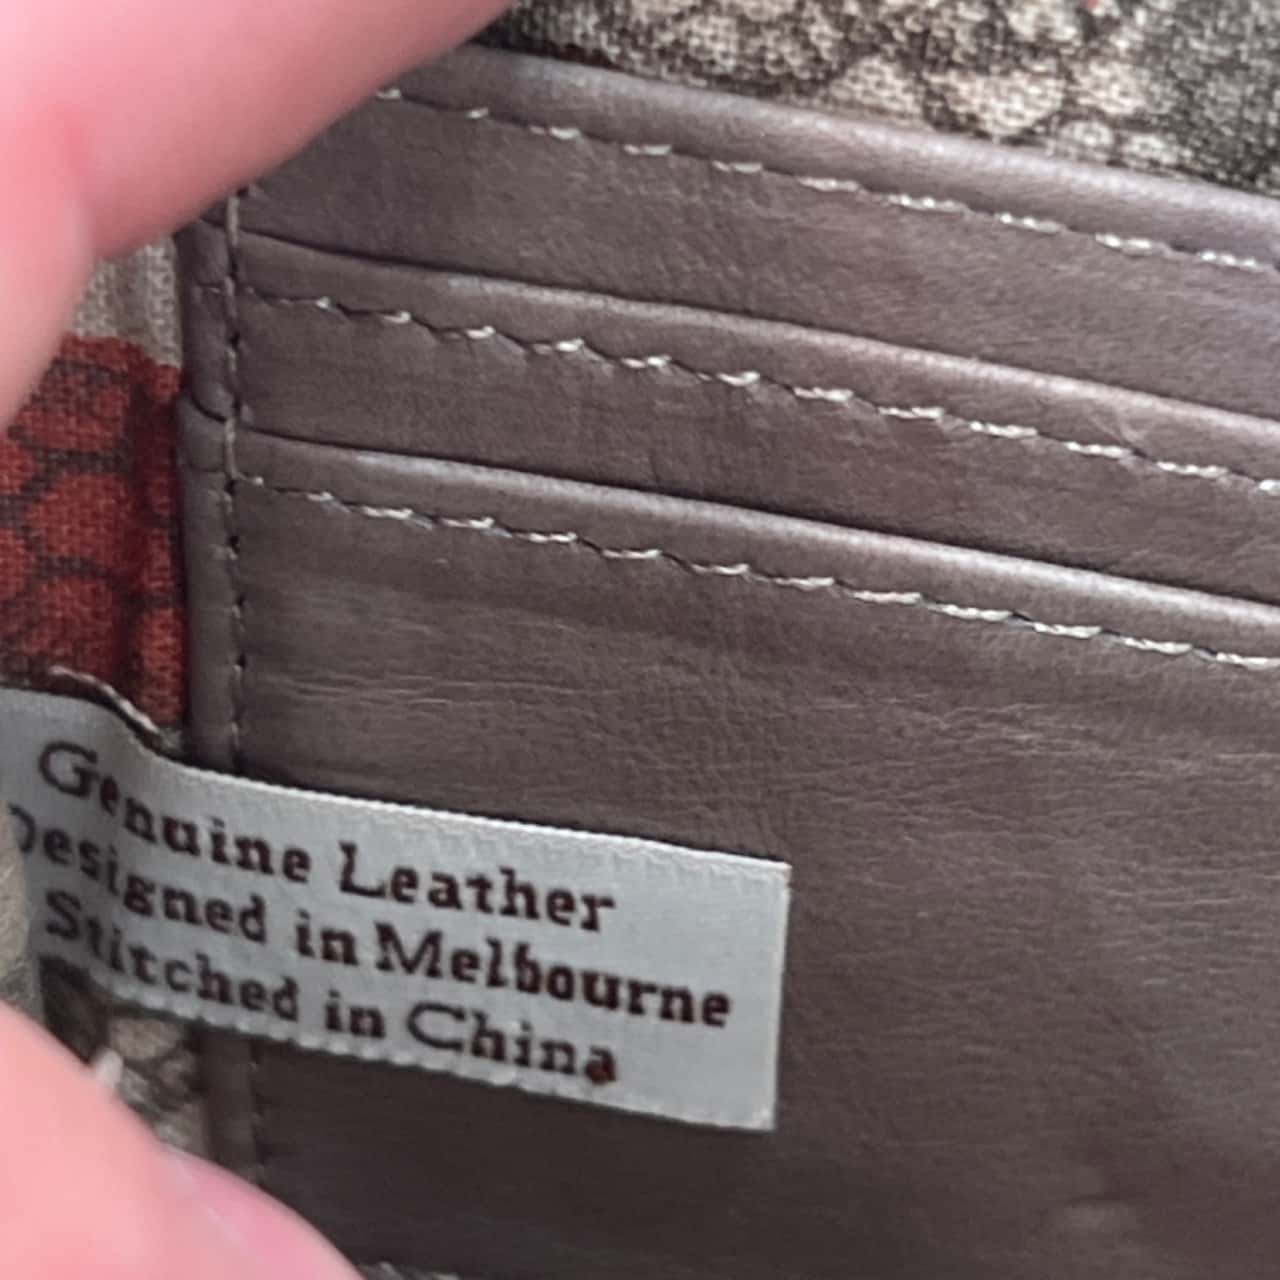 Genuine Leather
Designed in Melbourne
Stitched in China